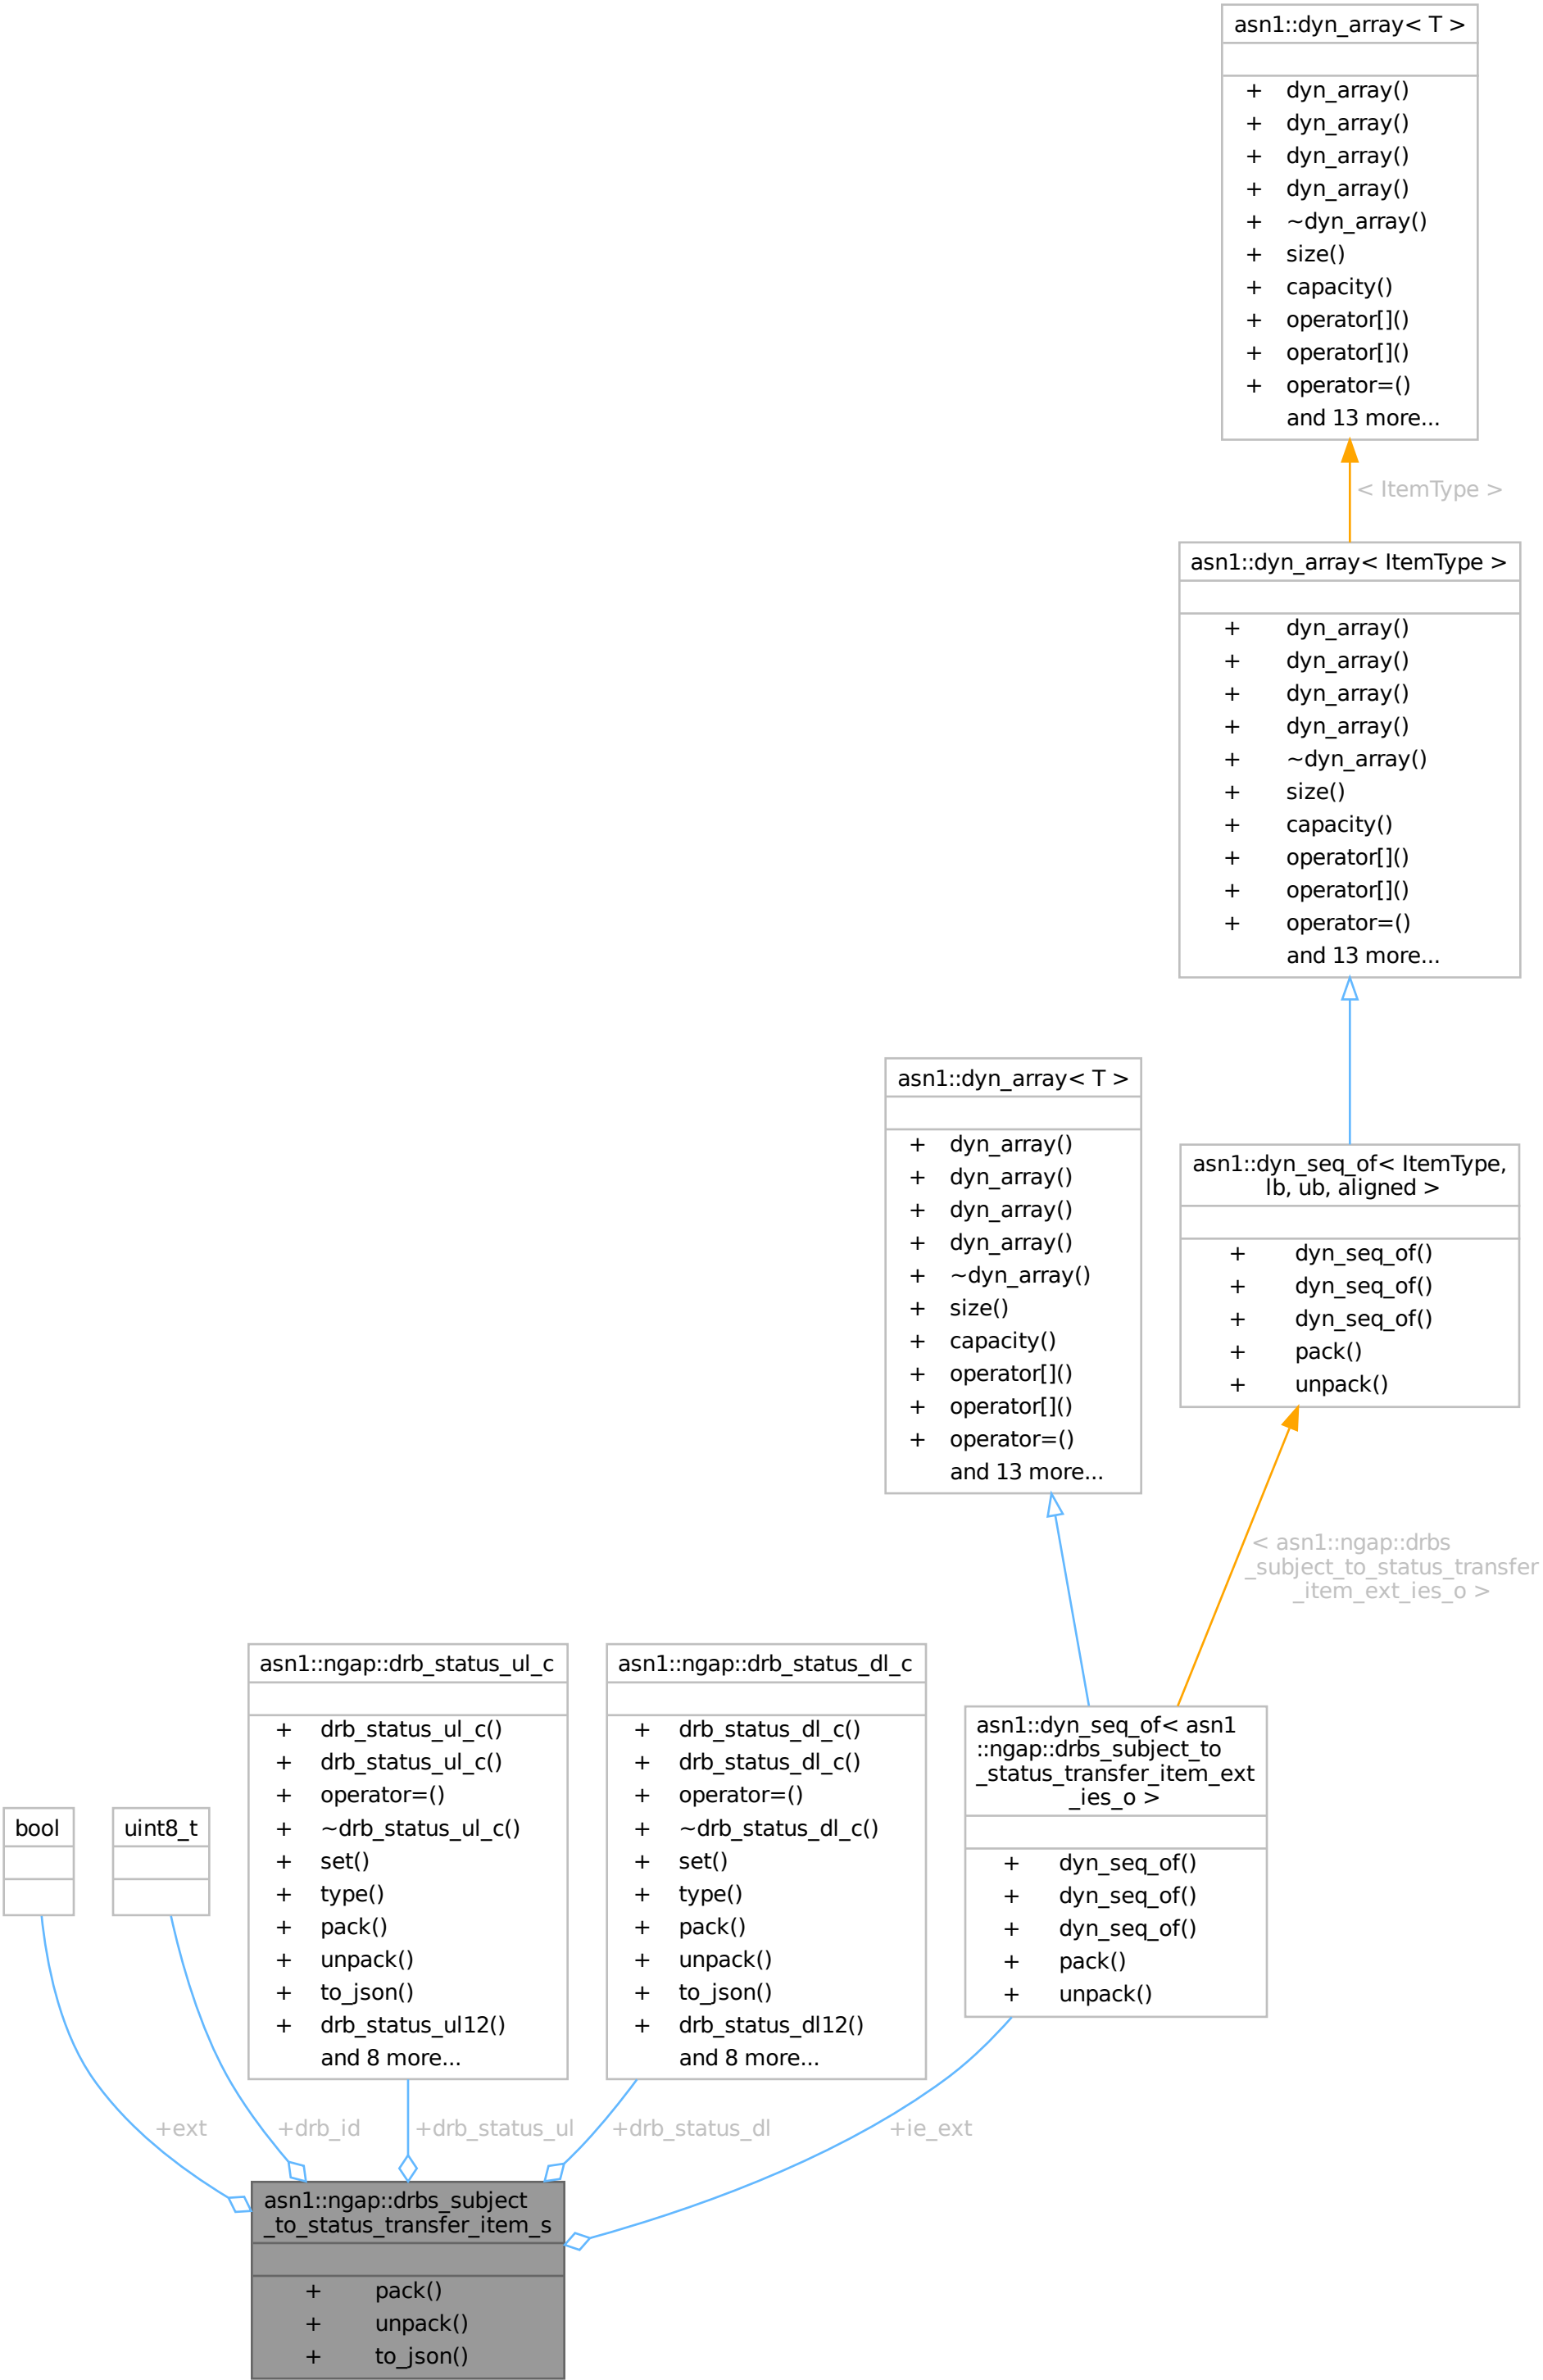 asn1::dyn_array< T >
+ dyn_array()
+ dyn_array()
+ dyn_array()
+ dyn_array()
+ ~dyn_array()
+ size()
+ capacity()
+ operator[]()
+ operator[]()
+ operator=()
and 13 more...
< ItemType >
asn1::dyn_array< ItemType >
+ dyn_array()
+ dyn_array()
+ dyn_array()
+ dyn_array()
+ ~dyn_array()
+ size()
+ capacity()
+ operator[]()
+ operator[]()
+ operator=()
and 13 more...
asn1::dyn_array< T >
+ dyn_array()
+ dyn_array()
+ dyn_array()
+ dyn_array()
+ ~dyn_array()
+ size()
+ capacity()
+ operator[]()
+ operator[]()
+ operator=()
and 13 more...
asn1::dyn_seq_of< ItemType,
lb, ub, aligned >
+ dyn_seq_of()
+ dyn_seq_of()
+ dyn_seq_of()
+ pack()
+ unpack()
< asn1::ngap::drbs
_subject_to_status_transfer
_item_ext_ies_o >
bool
uint8_t
asn1::ngap::drb_status_ul_c
+ drb_status_ul_c()
+ drb_status_ul_c()
+ operator=()
+ ~drb_status_ul_c()
+ set()
+ type()
+ pack()
+ unpack()
+ to_json()
+ drb_status_ul12()
and 8 more...
asn1::ngap::drb_status_dl_c
+ drb_status_dl_c()
+ drb_status_dl_c()
+ operator=()
+ ~drb_status_dl_c()
+ set()
+ type()
+ pack()
+ unpack()
+ to_json()
+ drb_status_dl12()
and 8 more...
asn1::dyn_seq_of< asn1
::ngap::drbs_subject_to
_status_transfer_item_ext
_ies_o >
+ dyn_seq_of()
+ dyn_seq_of()
+ dyn_seq_of()
+ pack()
+ unpack()
+ext
+drb_id
+drb_status_ul
+drb_status_dl
+ie_ext
asn1::ngap::drbs_subject
_to_status_transfer_item_s
+ pack()
+ unpack()
+ to_json()